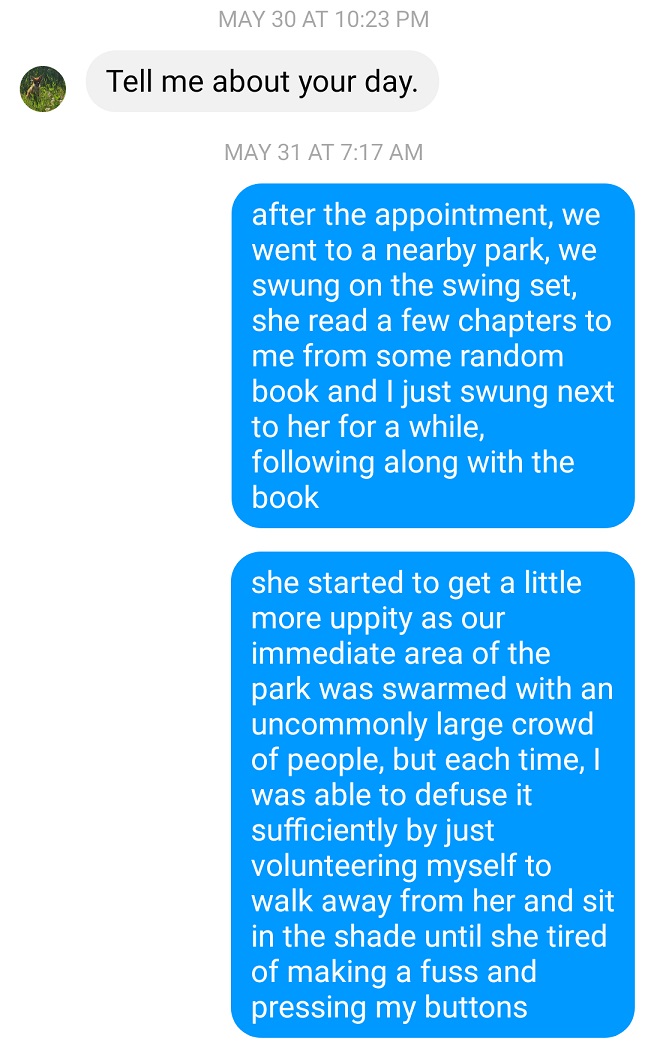 MAY 30 AT 10:23 PM
Tell me about your day.
MAY 31 AT 7:17 AM
after the appointment, we
went to a nearby park, we
swung on the swing set,
she read a few chapters to
me from some random
book and I just swung next
to her for a while,
following along with the
book
she started to get a little
more uppity as our
immediate area of the
park was swarmed with an
uncommonly large crowd
of people, but each time, I
was able to defuse it
sufficiently by just
volunteering myself to
walk away from her and sit
in the shade until she tired
of making a fuss and
pressing my buttons